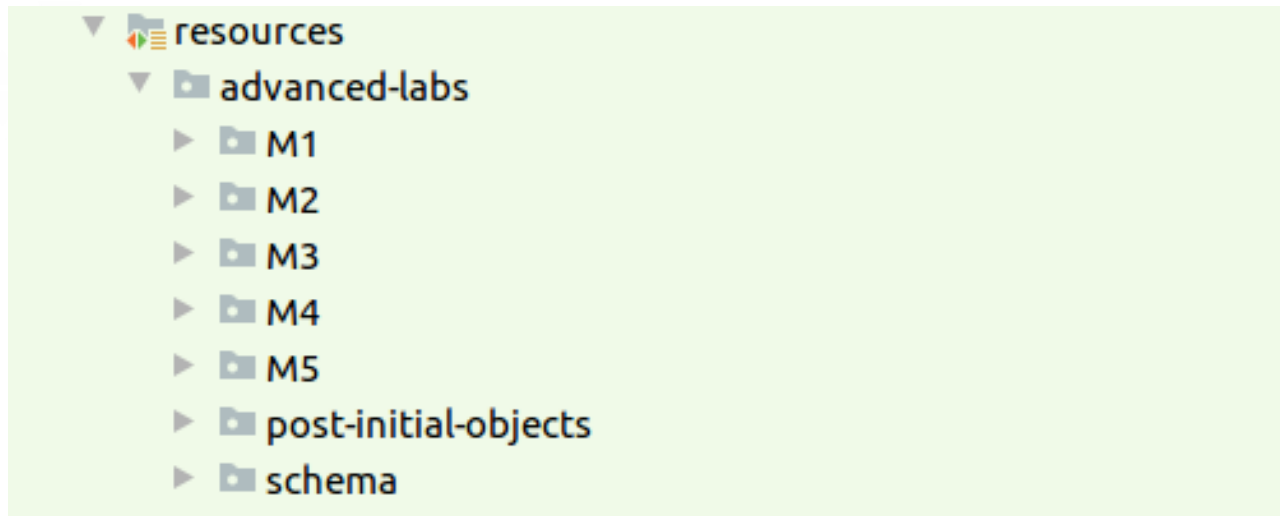 resources
advanced-labs
M1
M2
M3
M4
M5
post-initial-objects
schema